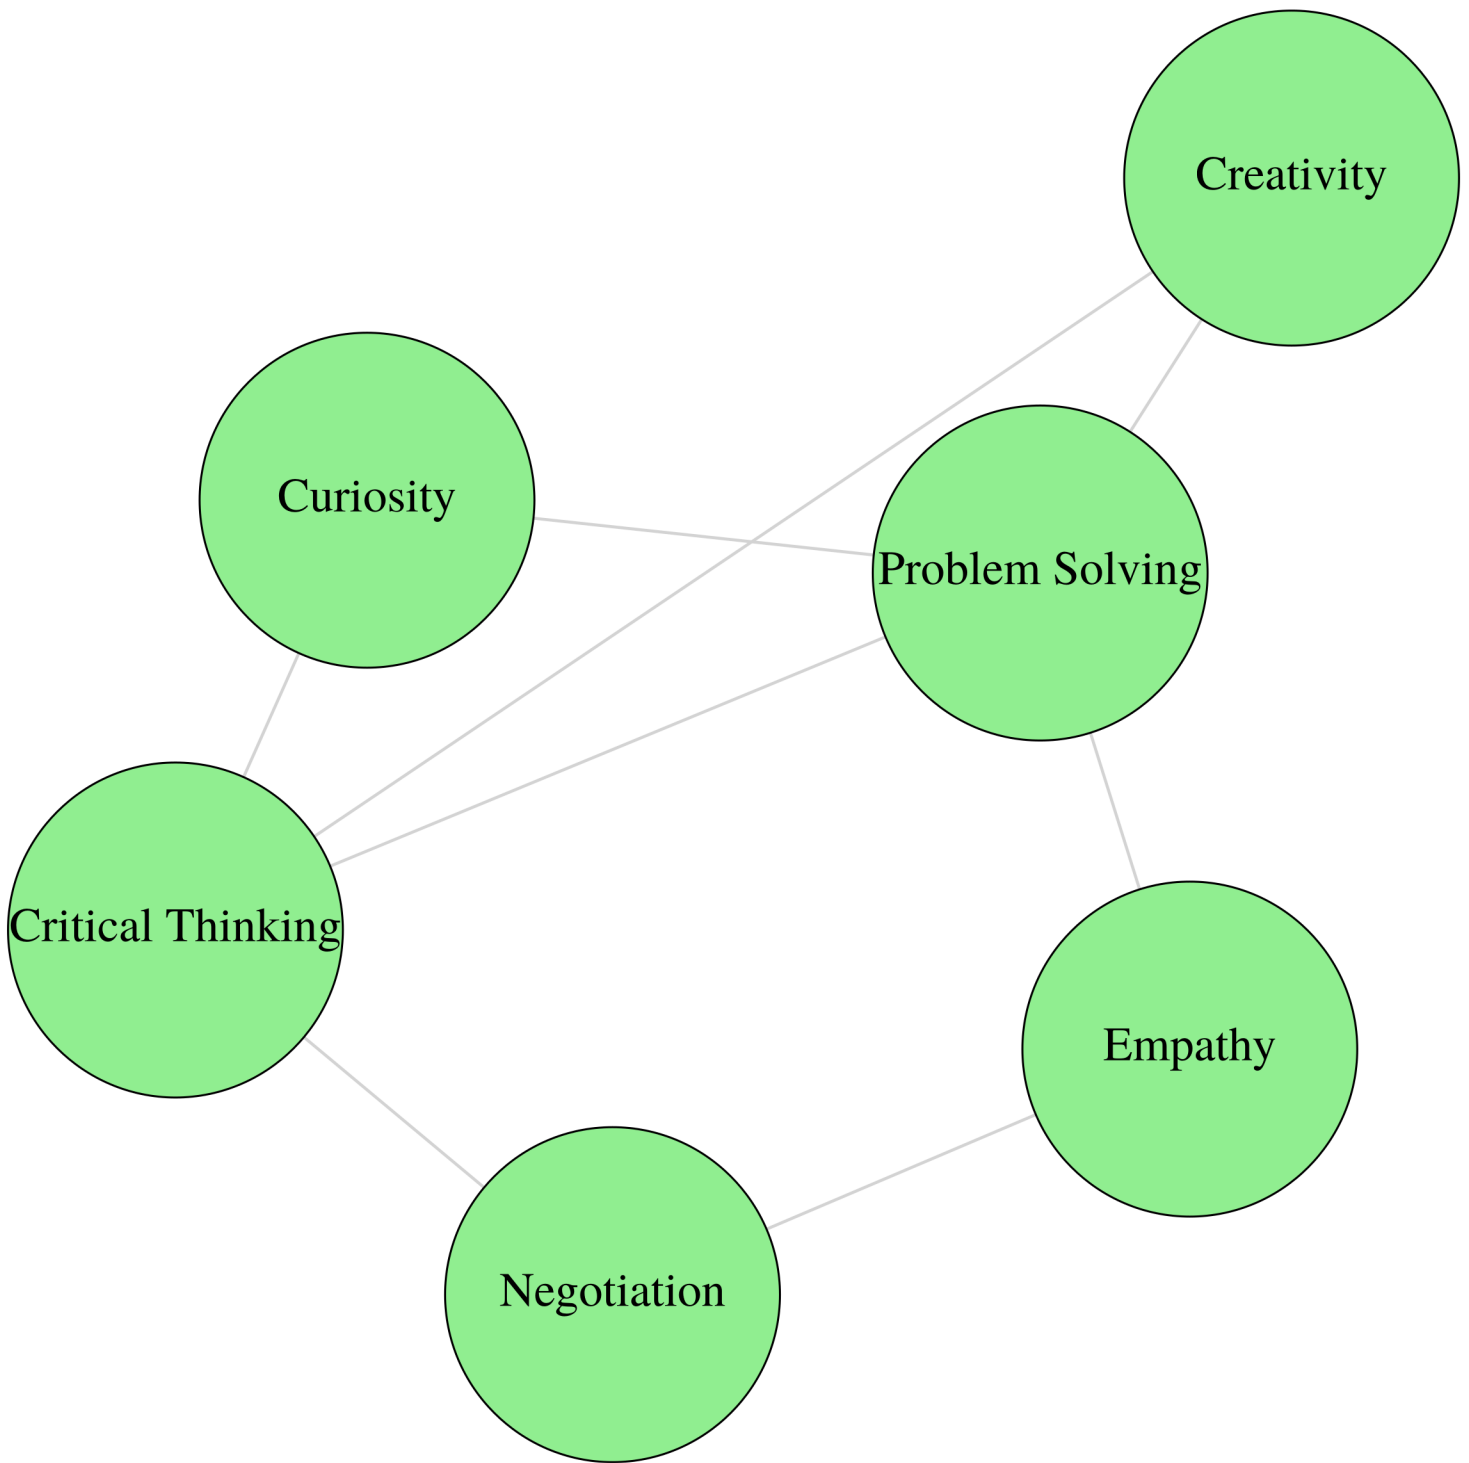 Creativity
Curiosity
Problem Solving
Critical Thinking
Empathy
Negotiation